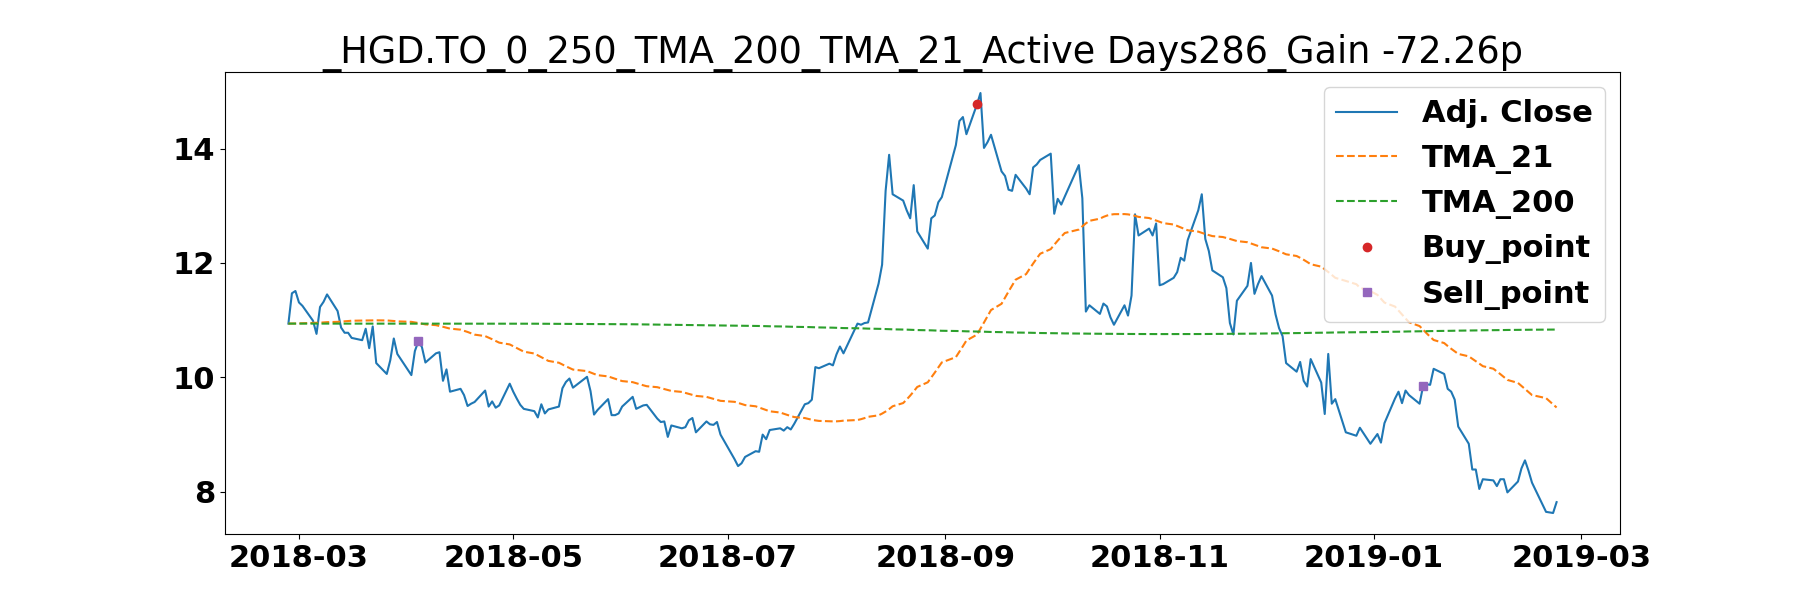 _HGD.TO_0_250_TMA_200_TMA_21_Active Days286_Gain -72.26p
14
12
10
8
Adj. Close
TMA_21
TMA_200
Buy_point
Sell_point
2018-03 2018-05 2018-07 2018-09 2018-11 2019-01 2019-03